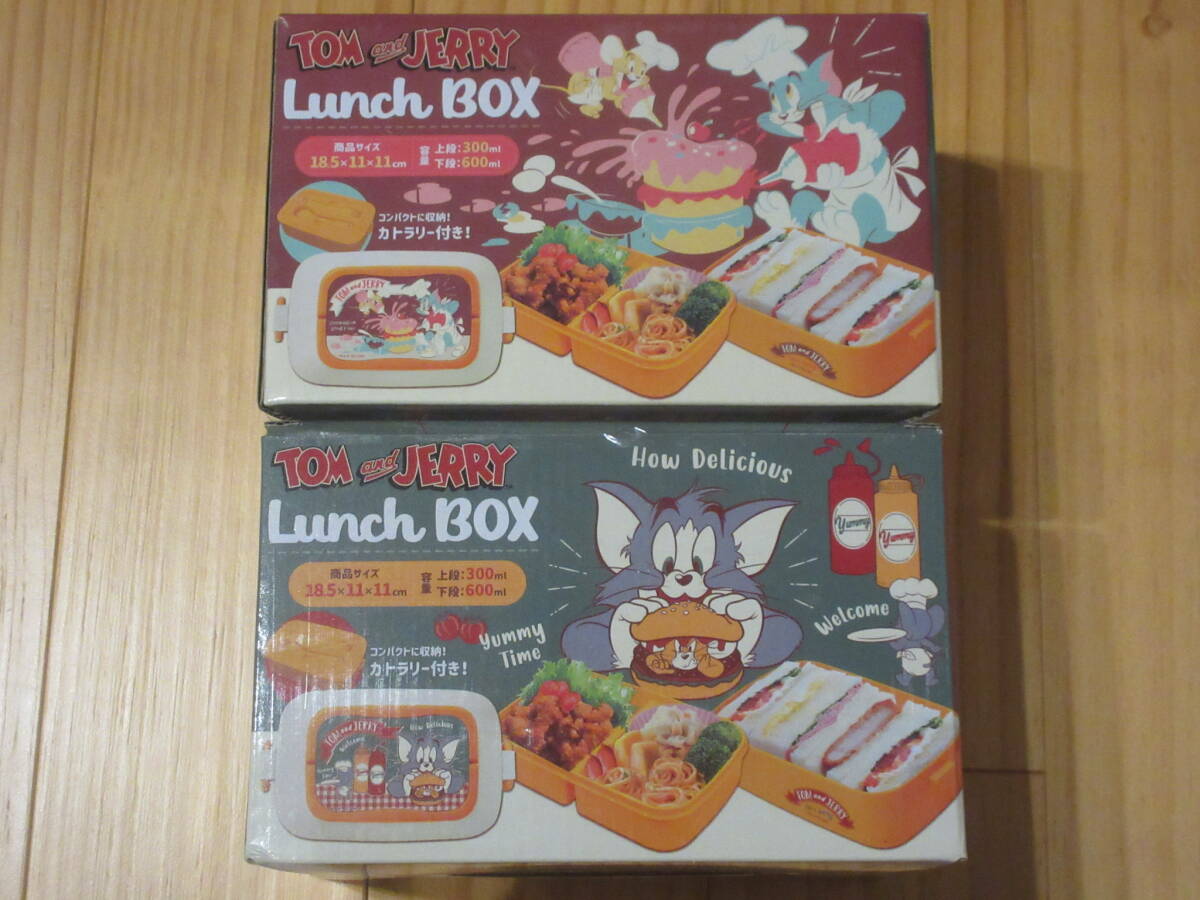 TOM and JERRY
Lunch BOX
商品サイズ
18.5×11×11cm
容量
上段:300ml
下段:600ml
コンパクトに収納!
カトラリー付き!
TOM and JERRY
TOM and JERRY
TOM and JERRY
Lunch BOX
How Delicious
Yummy
Yummy
商品サイズ
18.5×11×11cm
容量
上段:300ml
下段:600ml
Welcome
Yummy
Time
コンパクトに収納!
カトラリー付き!
TOM and JERRY
How Delicious
Welcome
TOM and JERRY